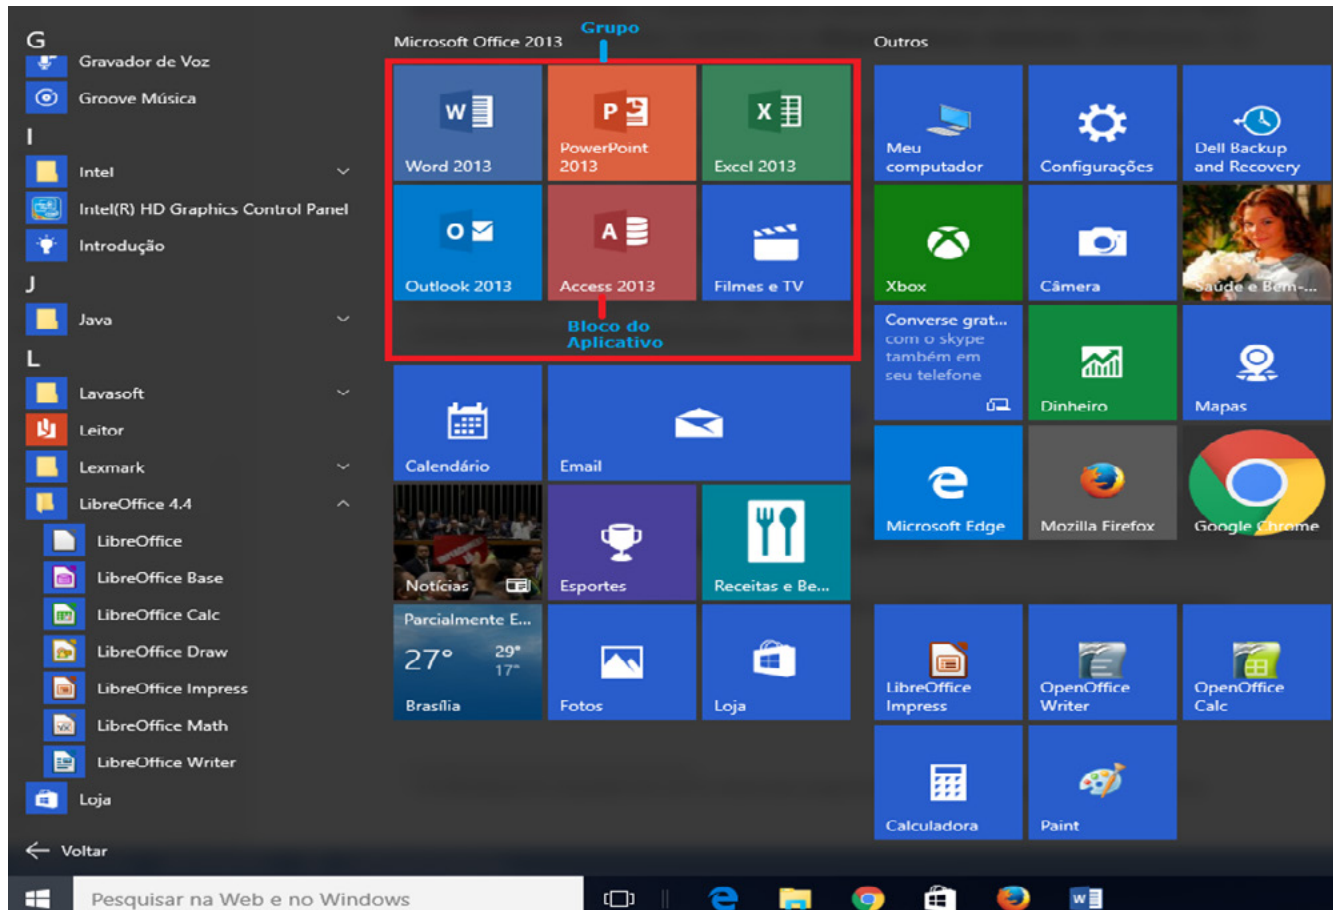 G
Gravador de Voz
Groove Música
I
Intel
Intel(R) HD Graphics Control Panel
Introdução
J
Java
L
Lavasoft
Leitor
Lexmark
LibreOffice 4.4
LibreOffice
LibreOffice Base
LibreOffice Calc
LibreOffice Draw
LibreOffice Impress
LibreOffice Math
LibreOffice Writer
Loja
Voltar
Pesquisar na Web e no Windows
Microsoft Office 2013
Grupo
Word 2013
PowerPoint
2013
Excel 2013
Outlook 2013
Access 2013
Filmes e TV
Bloco do
Aplicativo
Calendário
Email
Notícias
Esportes
Receitas e Be...
Parcialmente E...
27° 29°
17°
Brasília
Fotos
Loja
Outros
Meu
computador
Configurações
Dell Backup
and Recovery
Xbox
Câmera
Saúde e Bem-...
Converse grat...
com o skype
também em
seu telefone
Dinheiro
Mapas
Microsoft Edge
Mozilla Firefox
Google Chrome
LibreOffice
Impress
OpenOffice
Writer
OpenOffice
Calc
Calculadora
Paint